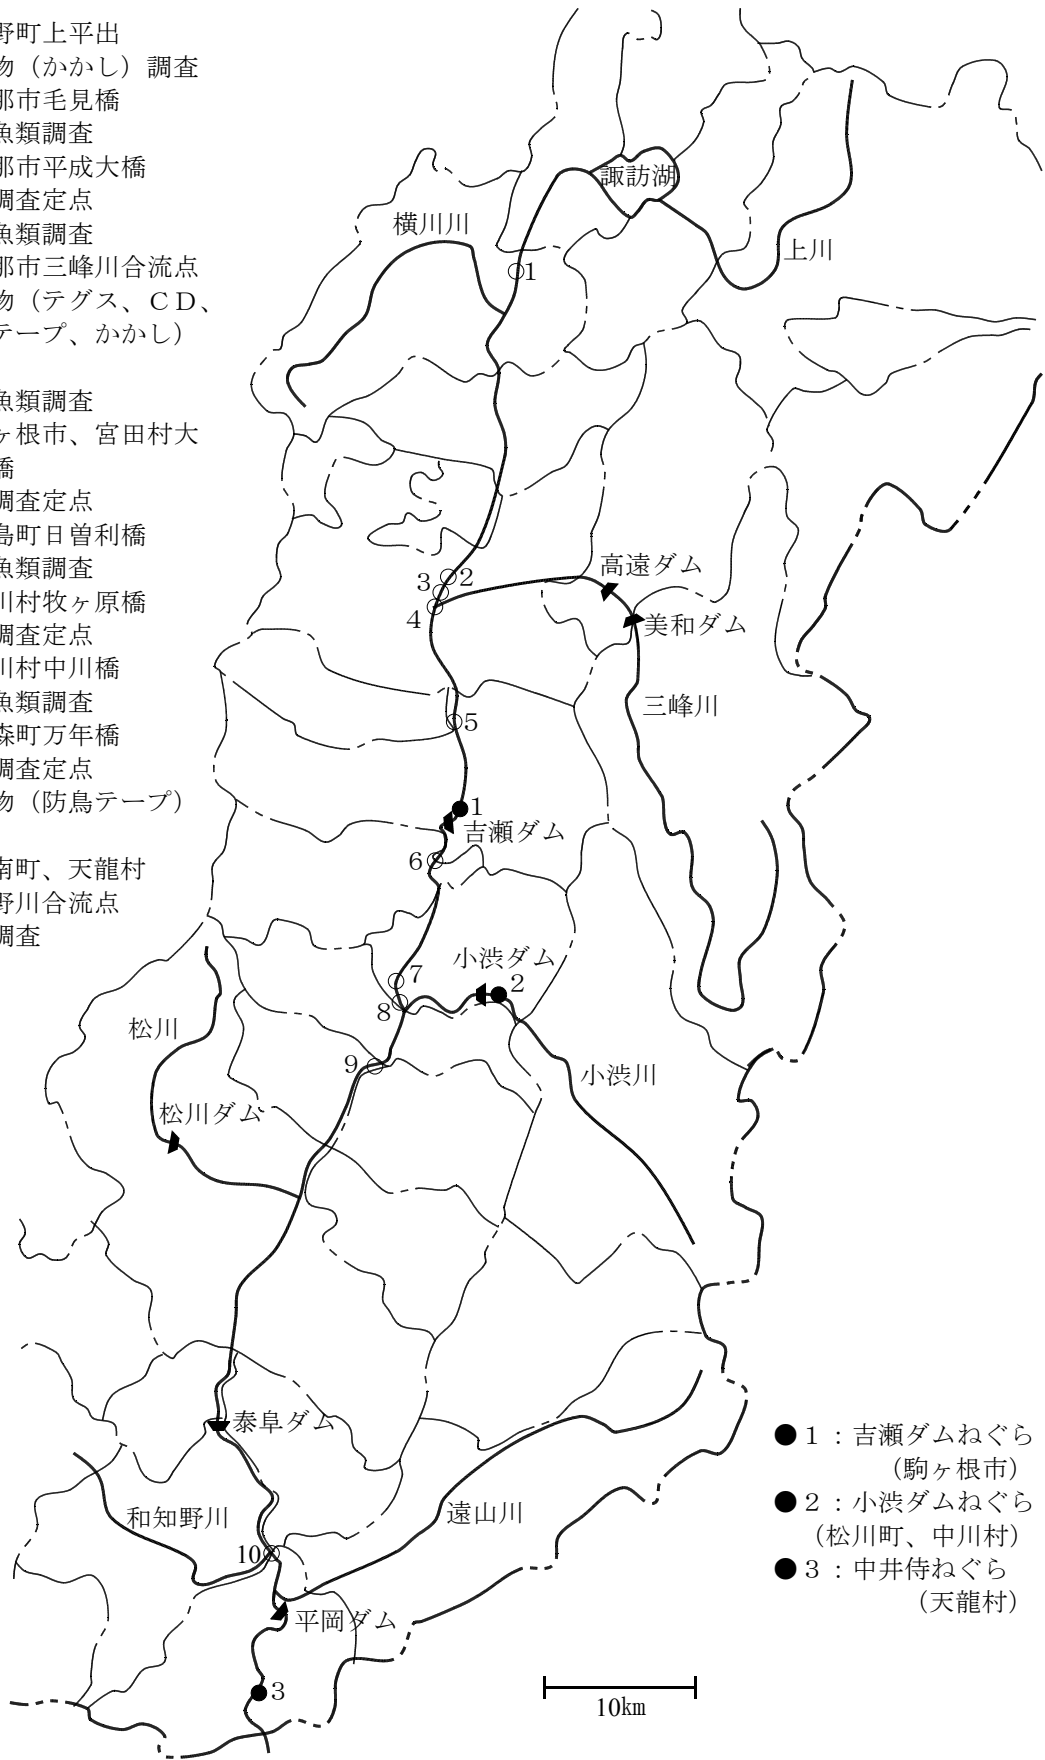 野町上平出
物（かかし）調査
那市毛見橋
魚類調査
那市平成大橋
調査定点
魚類調査
那市三峰川合流点
物（テグス、ＣＤ、
テープ、かかし）
魚類調査
ヶ根市、宮田村大
橋
調査定点
島町日曽利橋
魚類調査
川村牧ヶ原橋
調査定点
川村中川橋
魚類調査
森町万年橋
調査定点
物（防鳥テープ）
南町、天龍村
野川合流点
調査
諏訪湖
横川川
上川
1
高遠ダム
2
3
4
美和ダム
三峰川
5
1
吉瀬ダム
6
小渋ダム
7
2
8
松川
9
小渋川
松川ダム
泰阜ダム
和知野川
遠山川
10
平岡ダム
3
●１：吉瀬ダムねぐら
（駒ヶ根市）
●２：小渋ダムねぐら
（松川町、中川村）
●３：中井侍ねぐら
（天龍村）
10㎞